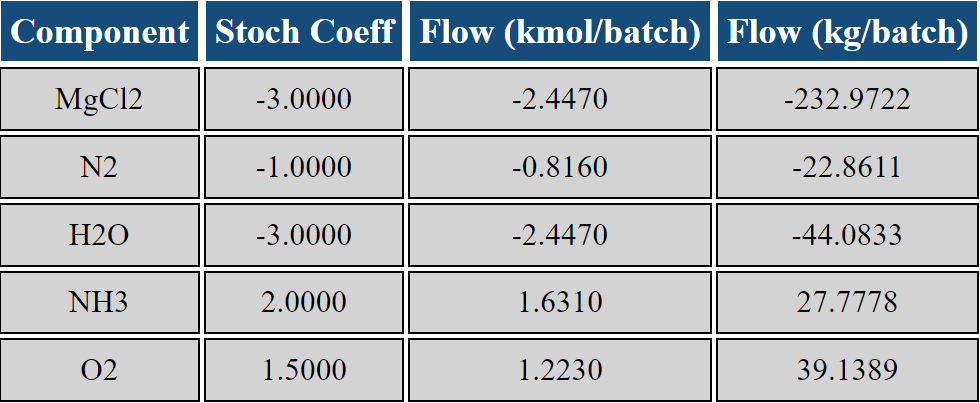 Component Stoch Coeff Flow (kmol/batch) Flow (kg/batch)
MgCl2 -3.0000 -2.4470 -232.9722
N2 -1.0000 -0.8160 -22.8611
H2O -3.0000 -2.4470 -44.0833
NH3 2.0000 1.6310 27.7778
O2 1.5000 1.2230 39.1389